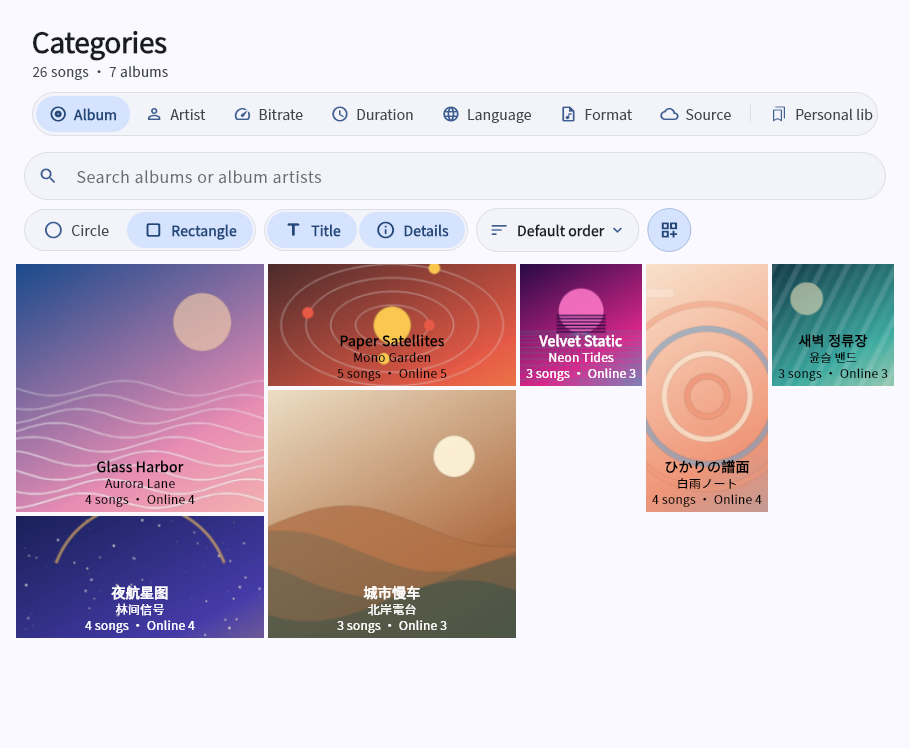 Categories
26 songs • 7 albums
Album
Artist
Bitrate
Duration
Language
Format
Source
Personal lib
Search albums or album artists
Circle
Rectangle
Title
Details
Default order
Glass Harbor
Aurora Lane
4 songs • Online 4
Paper Satellites
Mono Garden
5 songs • Online 5
Velvet Static
Neon Tides
3 songs • Online 3
ひかりの譜面
白雨ノート
4 songs • Online 4
새벽 정류장
윤슬 밴드
3 songs • Online 3
夜航星图
林间信号
4 songs • Online 4
城市慢车
北岸電台
3 songs • Online 3